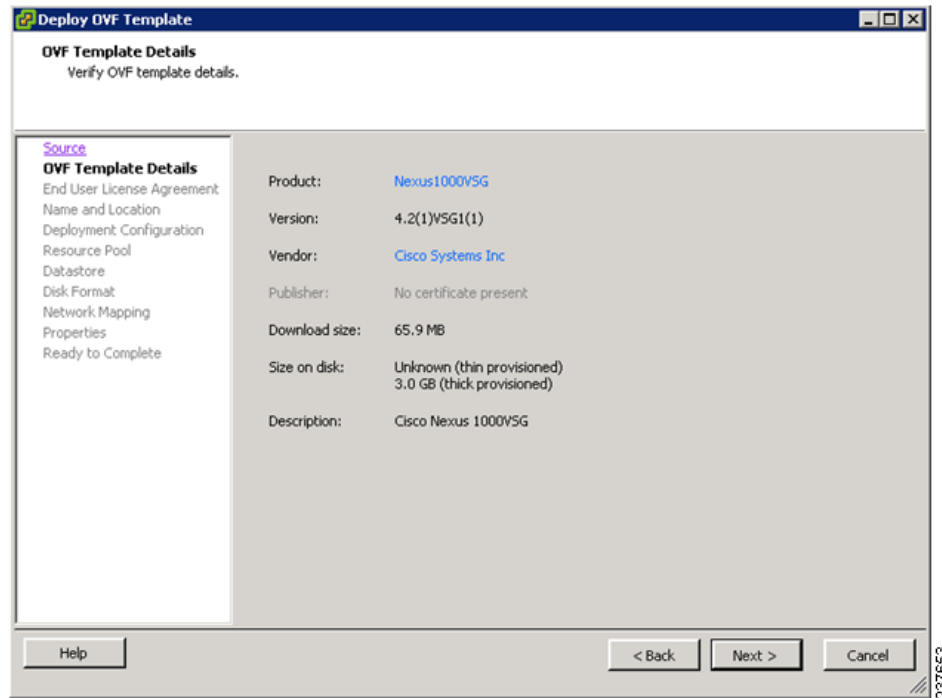 Deploy OVF Template
OVF Template Details
Verify OVF template details.
Source
OVF Template Details
End User License Agreement
Name and Location
Deployment Configuration
Resource Pool
Datastore
Disk Format
Network Mapping
Properties
Ready to Complete
Product: Nexus1000VSG
Version: 4.2(1)VSG1(1)
Vendor: Cisco Systems Inc
Publisher: No certificate present
Download size: 65.9 MB
Size on disk: Unknown (thin provisioned)
3.0 GB (thick provisioned)
Description: Cisco Nexus 1000VSG
Help
< Back
Next >
Cancel